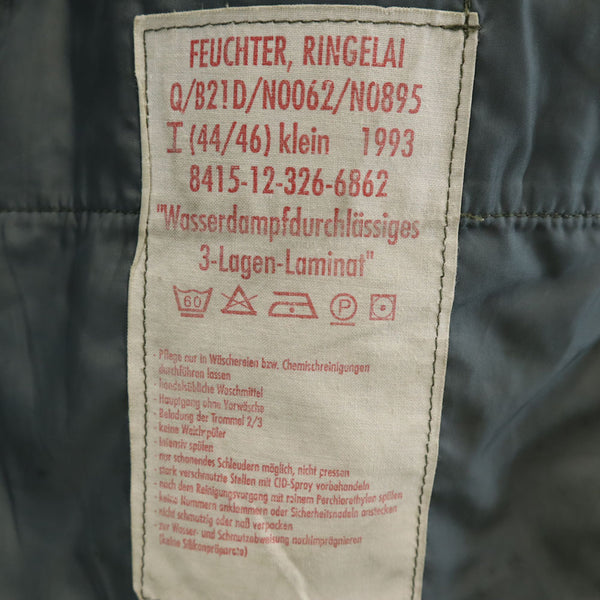 FEUCHTER, RINGELAI
Q/B21D/N0062/N0895
I (44/46) klein 1993
8415-12-326-6862
"Wasserdampfdurchlässiges
3-Lagen-Laminat"
60 P
· Pflege nur in Wäschereien bzw. Chemischreinigungen
durchführen lassen
· handelsübliche Waschmittel
· Hauptgang ohne Vorwäsche
· Beladung der Trommel 2/3
· keine Weichspüler
· intensiv spülen
· nur schonendes Schleudern möglich, nicht pressen
· stark verschmutzte Stellen mit CID-Spray vorbehandeln
· nach dem Reinigungsvorgang mit reinem Perchlorethylen spülen
· keine Nummern anklemmen oder Sicherheitsnadeln anstecken
· nicht schmutzig oder naß verpacken
· zur Wasser- und Schmutzabweisung nachimprägnieren
(keine Silikonpräparate)